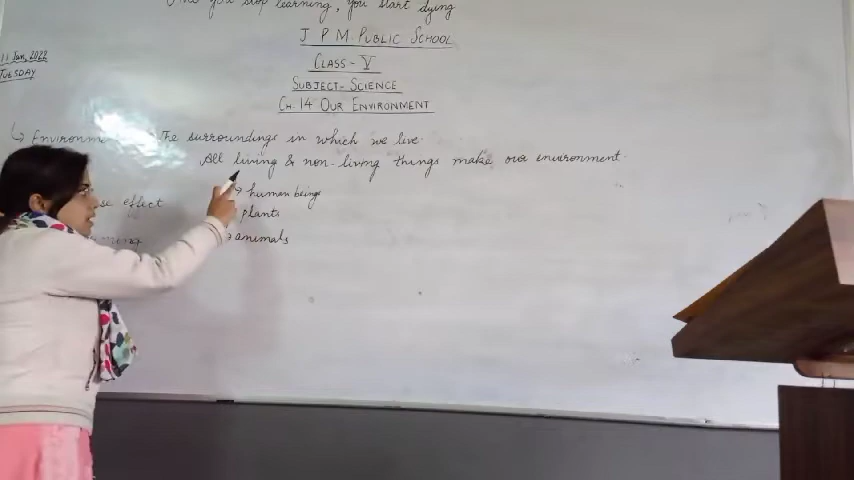 you stop learning, you start dying
J P M. PUBLIC SCHOOL
CLASS - V
11 Jan, 2022
TUESDAY
SUBJECT- SCIENCE
CH. 14 OUR ENVIRONMENT
The surroundings in which we live.
All living & non-living things make our environment.
human beings
effect
plants
animals